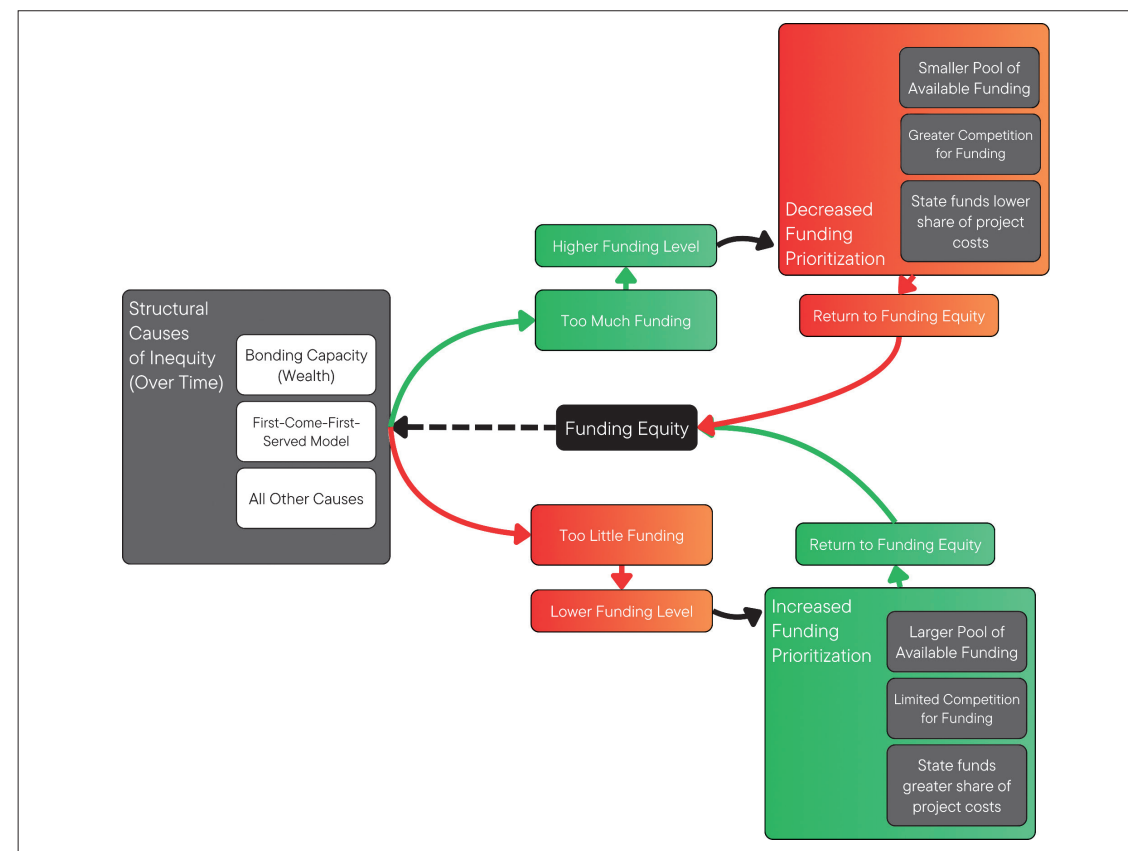 Smaller Pool of
Available Funding
Greater Competition
for Funding
State funds lower
share of project
costs
Decreased
Funding
Prioritization
Higher Funding Level
Too Much Funding
Return to Funding Equity
Structural
Causes
of Inequity
(Over Time)
Bonding Capacity
(Wealth)
First-Come-First-
Served Model
All Other Causes
Funding Equity
Too Little Funding
Lower Funding Level
Return to Funding Equity
Increased
Funding
Prioritization
Larger Pool of
Available Funding
Limited Competition
for Funding
State funds
greater share of
project costs